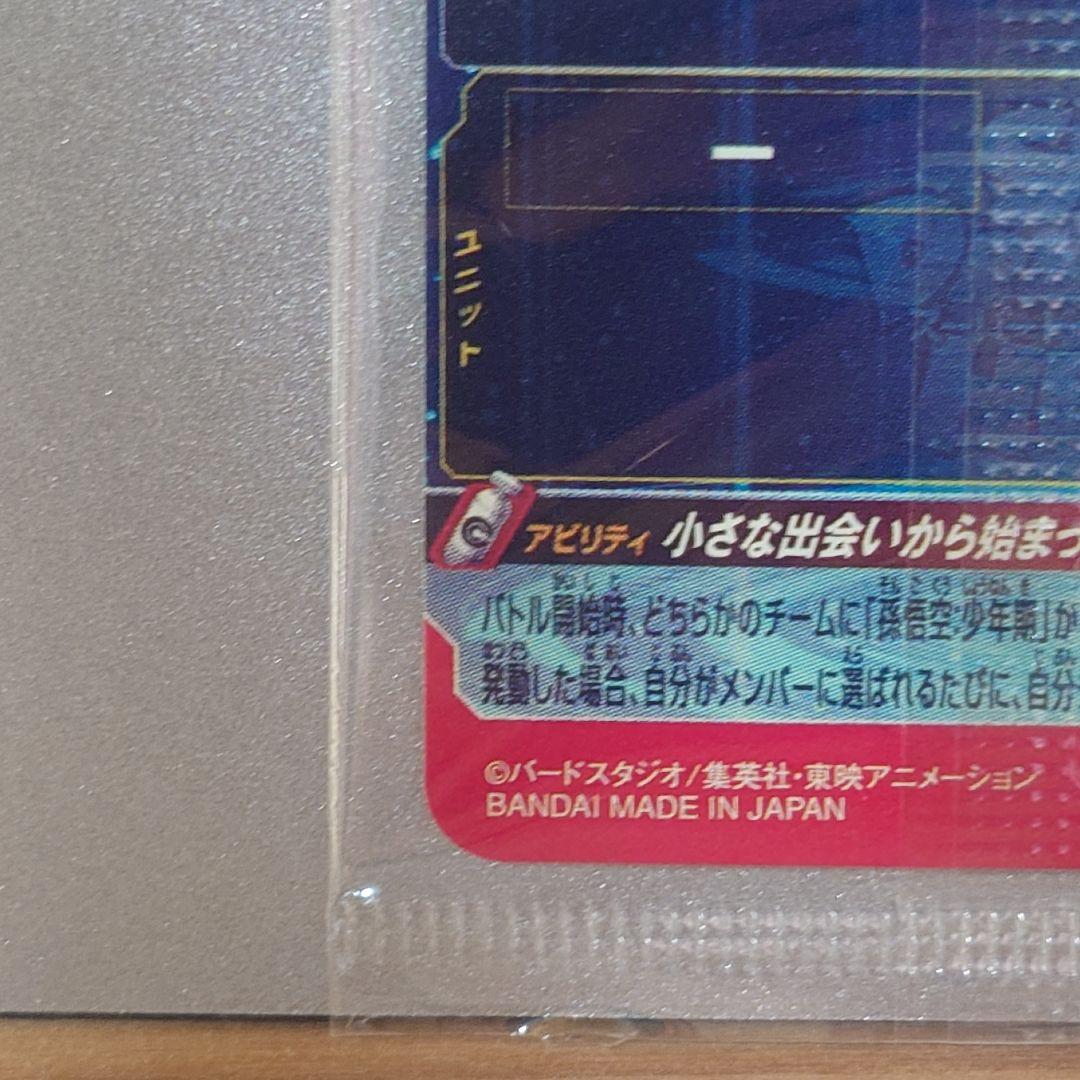 ー
ユニット
アビリティ 小さな出会いから始まっ
バトル開始時、どちらかのチームに「孫悟空:少年期」が
発動した場合、自分がメンバーに選ばれるたびに、自分
©バードスタジオ/集英社・東映アニメーション
BANDAI MADE IN JAPAN